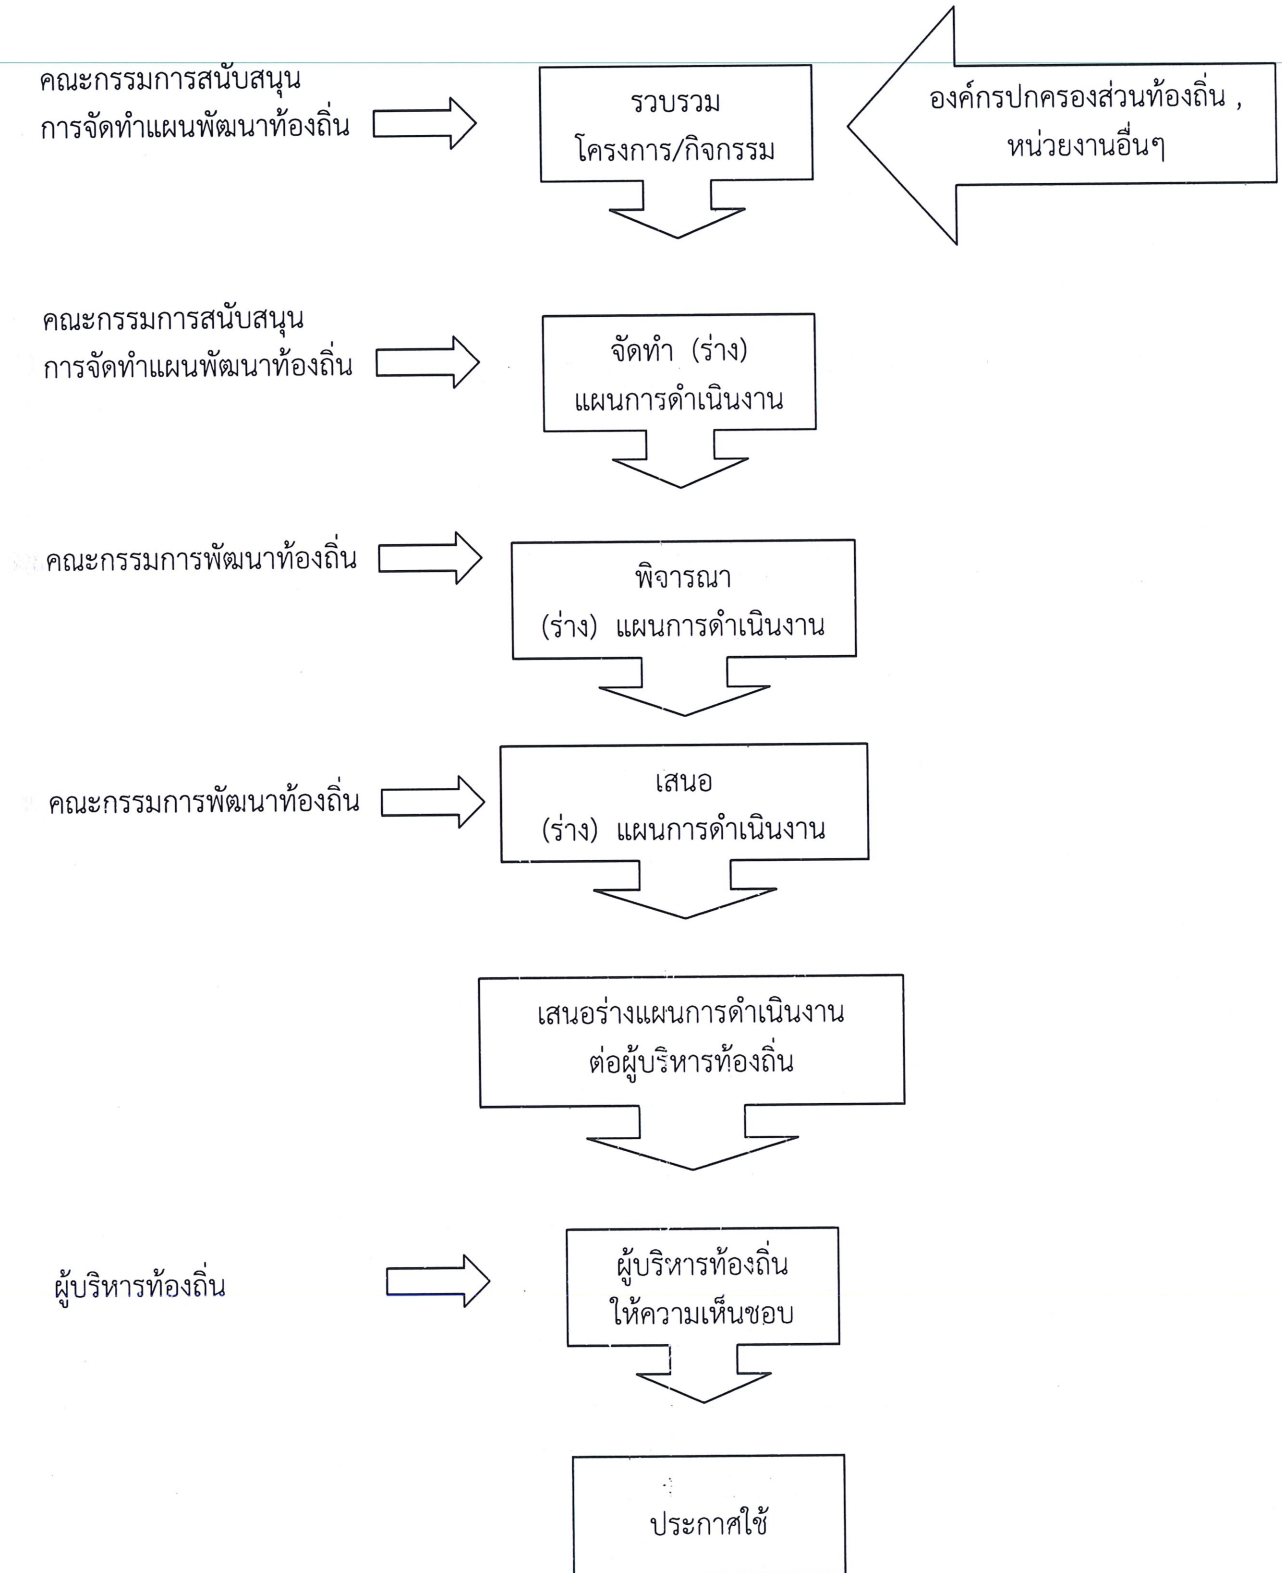 คณะกรรมการสนับสนุน
การจัดทำแผนพัฒนาท้องถิ่น
รวบรวม
โครงการ/กิจกรรม
องค์กรปกครองส่วนท้องถิ่น ,
หน่วยงานอื่นๆ
คณะกรรมการสนับสนุน
การจัดทำแผนพัฒนาท้องถิ่น
จัดทำ (ร่าง)
แผนการดำเนินงาน
คณะกรรมการพัฒนาท้องถิ่น
พิจารณา
(ร่าง) แผนการดำเนินงาน
คณะกรรมการพัฒนาท้องถิ่น
เสนอ
(ร่าง) แผนการดำเนินงาน
เสนอร่างแผนการดำเนินงาน
ต่อผู้บริหารท้องถิ่น
ผู้บริหารท้องถิ่น
ผู้บริหารท้องถิ่น
ให้ความเห็นชอบ
ประกาศใช้